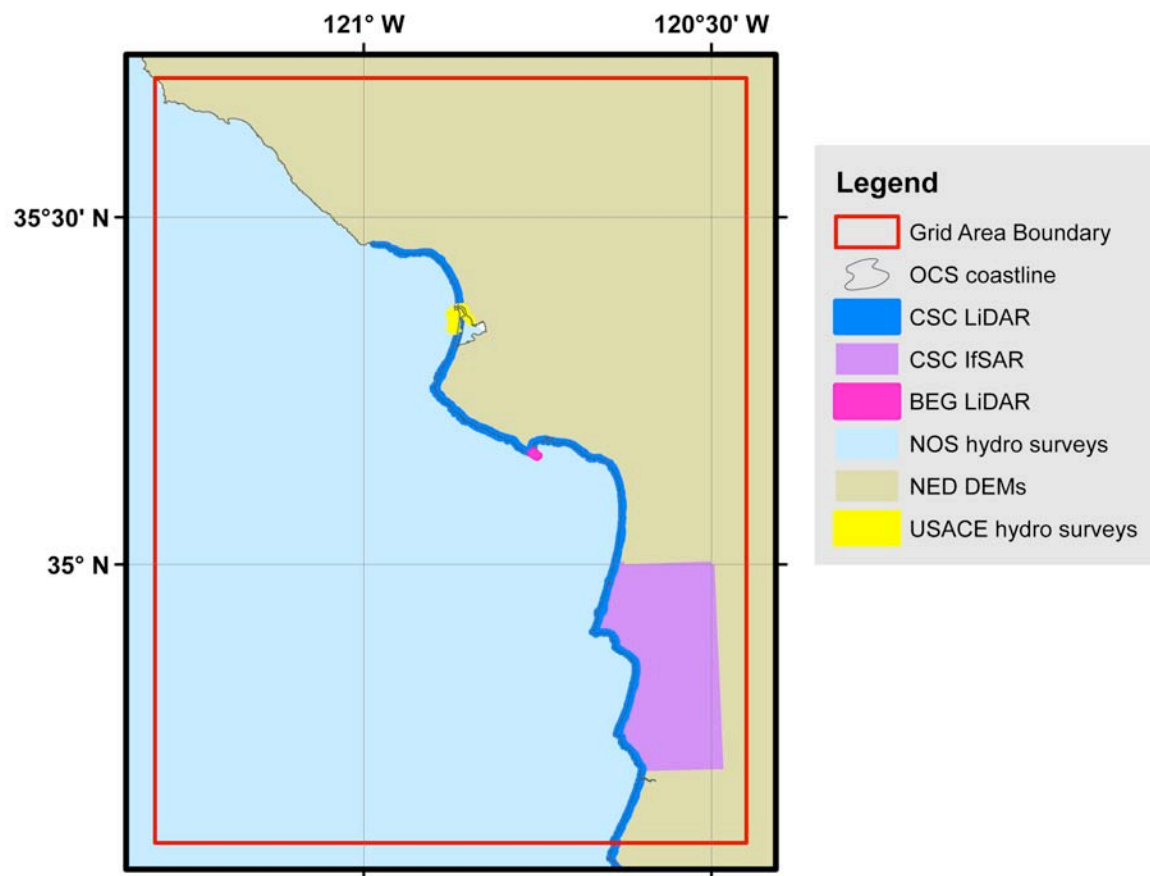 121° W
120°30' W
35°30' N
35° N
Legend
Grid Area Boundary
OCS coastline
CSC LiDAR
CSC IfSAR
BEG LiDAR
NOS hydro surveys
NED DEMs
USACE hydro surveys